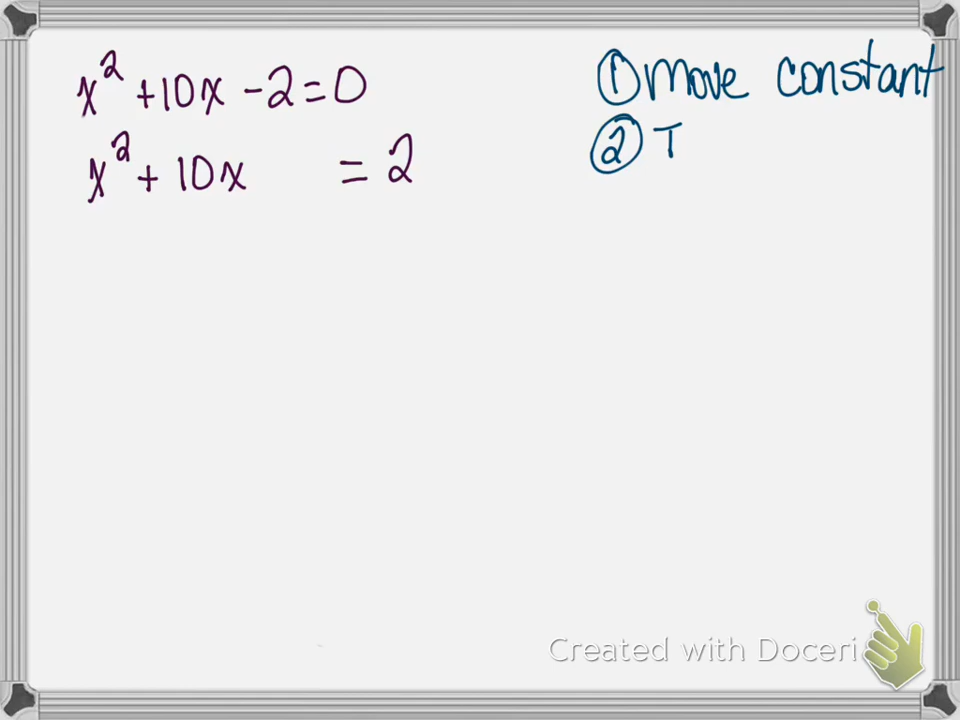 x² + 10x - 2 = 0
① move constant
x² + 10x = 2
② T
Created with Doceri